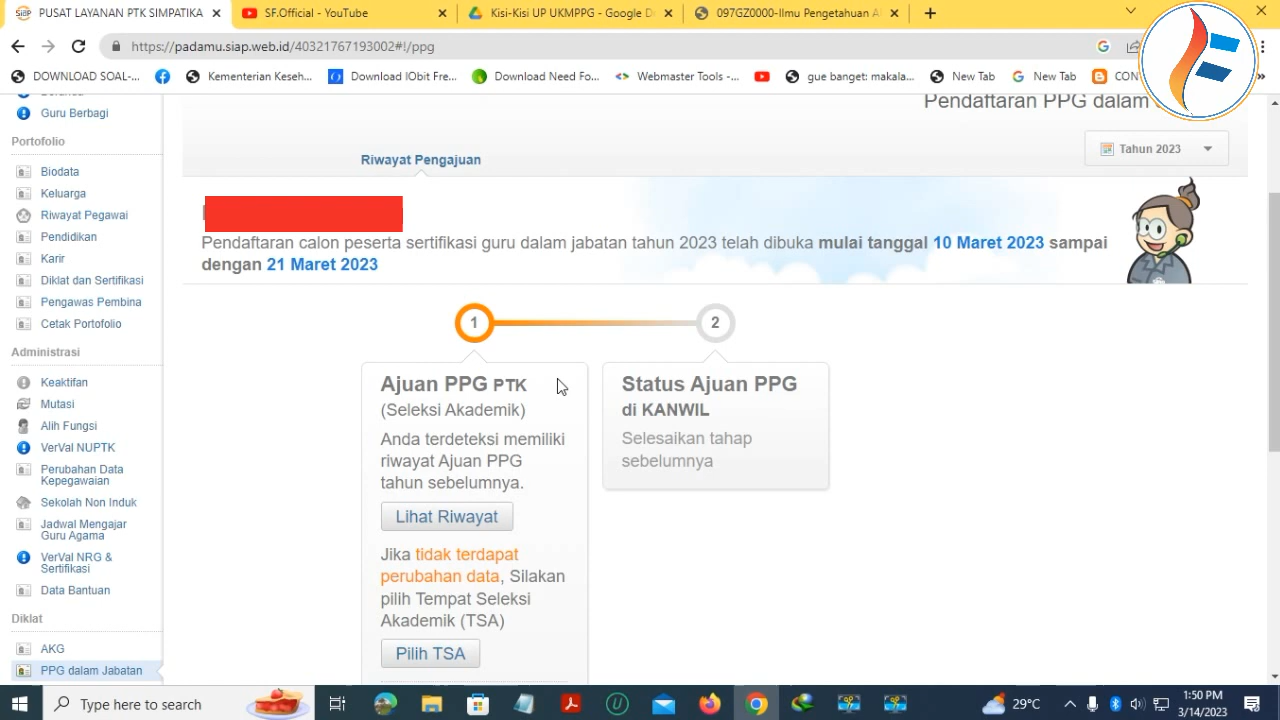 PUSAT LAYANAN PTK SIMPATIKA
SF.Official - YouTube
Kisi-Kisi UP UKMPPG - Google D
097GZ0000-Ilmu Pengetahuan A
https://padamu.siap.web.id/40321767193002#!/ppg
DOWNLOAD SOAL-...
Kementerian Keseh...
Download IObit Fre...
Download Need Fo...
Webmaster Tools -...
gue banget: makala...
New Tab
New Tab
CON
Guru Berbagi
Portofolio
Biodata
Keluarga
Riwayat Pegawai
Pendidikan
Karir
Diklat dan Sertifikasi
Pengawas Pembina
Cetak Portofolio
Administrasi
Keaktifan
Mutasi
Alih Fungsi
VerVal NUPTK
Perubahan Data
Kepegawaian
Sekolah Non Induk
Jadwal Mengajar
Guru Agama
VerVal NRG &
Sertifikasi
Data Bantuan
Diklat
AKG
PPG dalam Jabatan
Pendaftaran PPG dalam
Tahun 2023
Riwayat Pengajuan
Pendaftaran calon peserta sertifikasi guru dalam jabatan tahun 2023 telah dibuka mulai tanggal 10 Maret 2023 sampai
dengan 21 Maret 2023
1
2
Ajuan PPG PTK
(Seleksi Akademik)
Anda terdeteksi memiliki
riwayat Ajuan PPG
tahun sebelumnya.
Lihat Riwayat
Jika tidak terdapat
perubahan data, Silakan
pilih Tempat Seleksi
Akademik (TSA)
Pilih TSA
Status Ajuan PPG
di KANWIL
Selesaikan tahap
sebelumnya
Type here to search
29°C
1:50 PM
3/14/2023